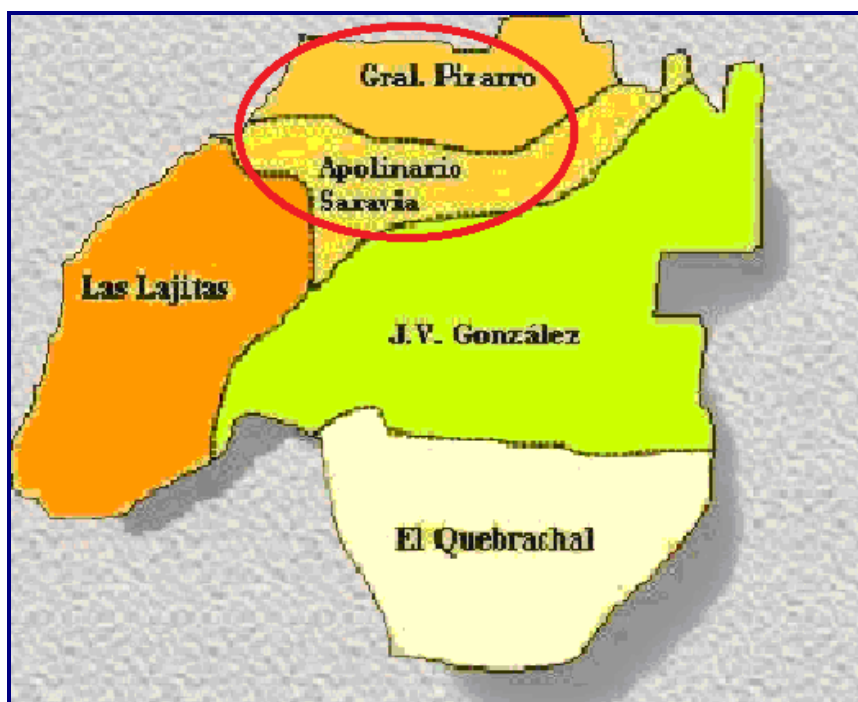 Gral. Pizarro
Apolinario
Saravia
Las Lajitas
J.V. González
El Quebrachal